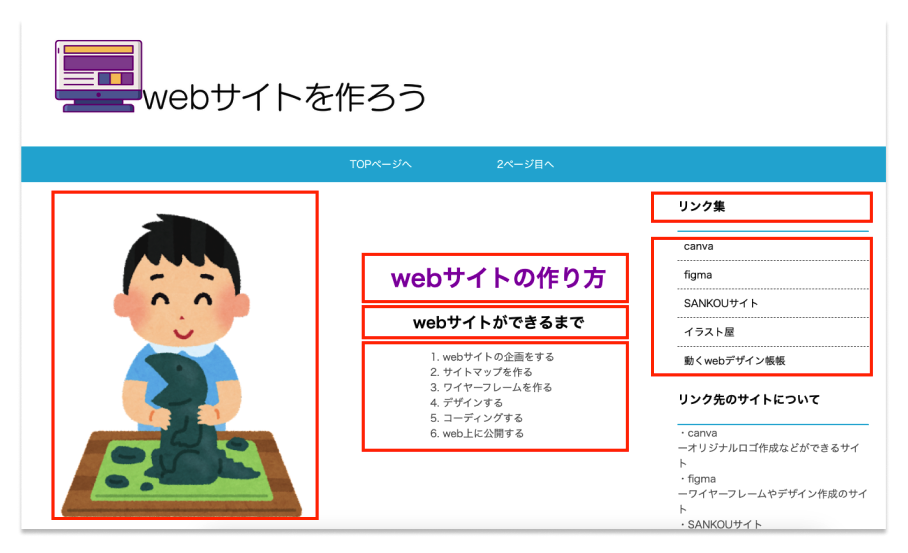 webサイトを作ろう
TOPページへ
2ページ目へ
webサイトの作り方
webサイトができるまで
1. webサイトの企画をする
2. サイトマップを作る
3. ワイヤーフレームを作る
4. デザインする
5. コーディングする
6. web上に公開する
リンク集
canva
figma
SANKOUサイト
イラスト屋
動くwebデザイン帳帳
リンク先のサイトについて
・canva
ーオリジナルロゴ作成などができるサイ
ト
・figma
ーワイヤーフレームやデザイン作成のサイ
ト
・SANKOUサイト